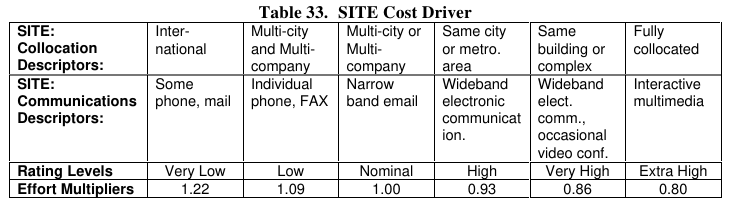 Table 33.  SITE Cost Driver
SITE: Collocation Descriptors: | Inter-national | Multi-city and Multi-company | Multi-city or Multi-company | Same city or metro. area | Same building or complex | Fully collocated
SITE: Communications Descriptors: | Some phone, mail | Individual phone, FAX | Narrow band email | Wideband electronic communicat ion. | Wideband elect. comm., occasional video conf. | Interactive multimedia
Rating Levels | Very Low | Low | Nominal | High | Very High | Extra High
Effort Multipliers | 1.22 | 1.09 | 1.00 | 0.93 | 0.86 | 0.80